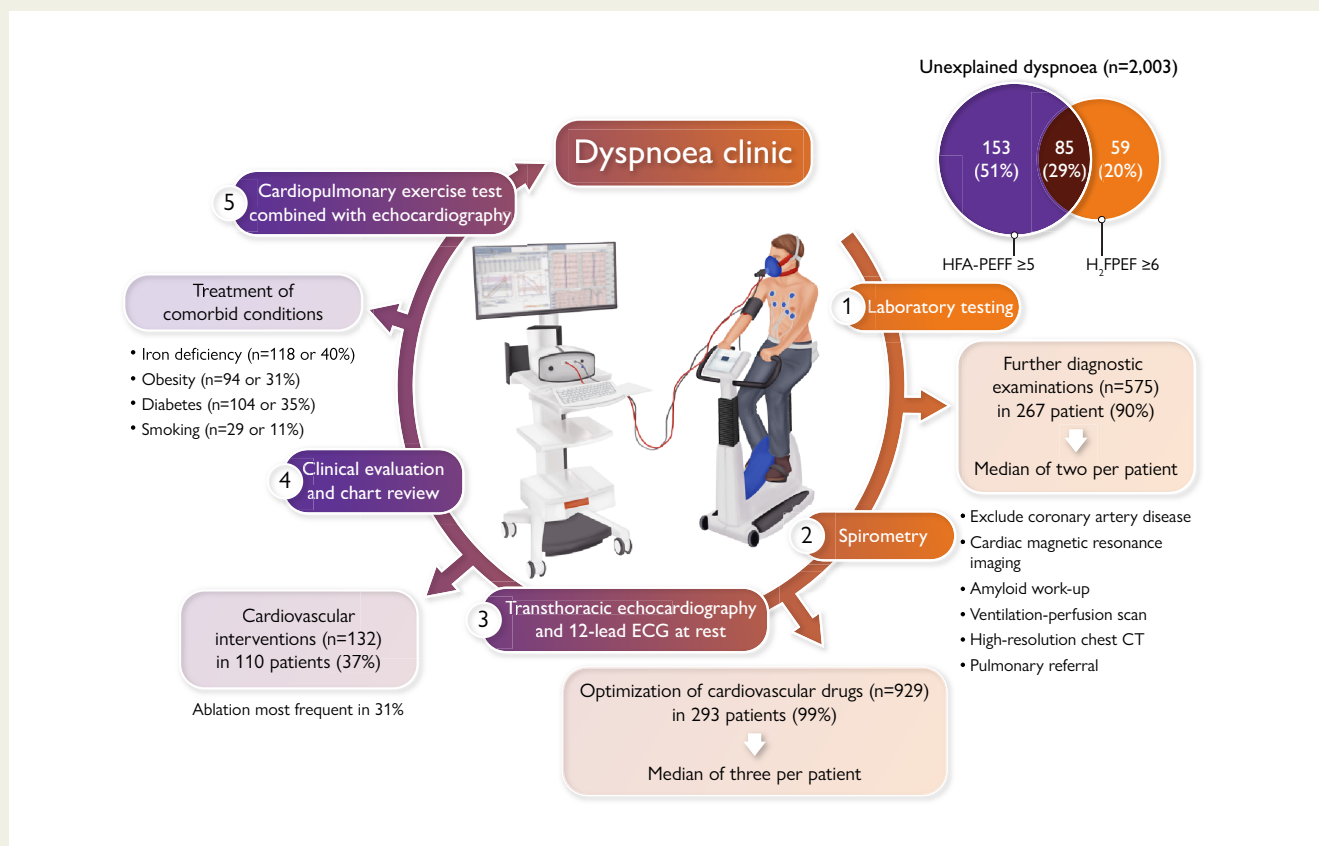 Unexplained dyspnoea (n=2,003)
153
(51%)
85
(29%)
59
(20%)
HFA-PEFF ≥5
H₂FPEF ≥6
Dyspnoea clinic
1
Laboratory testing
Further diagnostic
examinations (n=575)
in 267 patient (90%)
Median of two per patient
• Exclude coronary artery disease
• Cardiac magnetic resonance
imaging
• Amyloid work-up
• Ventilation-perfusion scan
• High-resolution chest CT
• Pulmonary referral
2
Spirometry
Optimization of cardiovascular drugs (n=929)
in 293 patients (99%)
Median of three per patient
3
Transthoracic echocardiography
and 12-lead ECG at rest
Cardiovascular
interventions (n=132)
in 110 patients (37%)
Ablation most frequent in 31%
4
Clinical evaluation
and chart review
Treatment of
comorbid conditions
• Iron deficiency (n=118 or 40%)
• Obesity (n=94 or 31%)
• Diabetes (n=104 or 35%)
• Smoking (n=29 or 11%)
5
Cardiopulmonary exercise test
combined with echocardiography